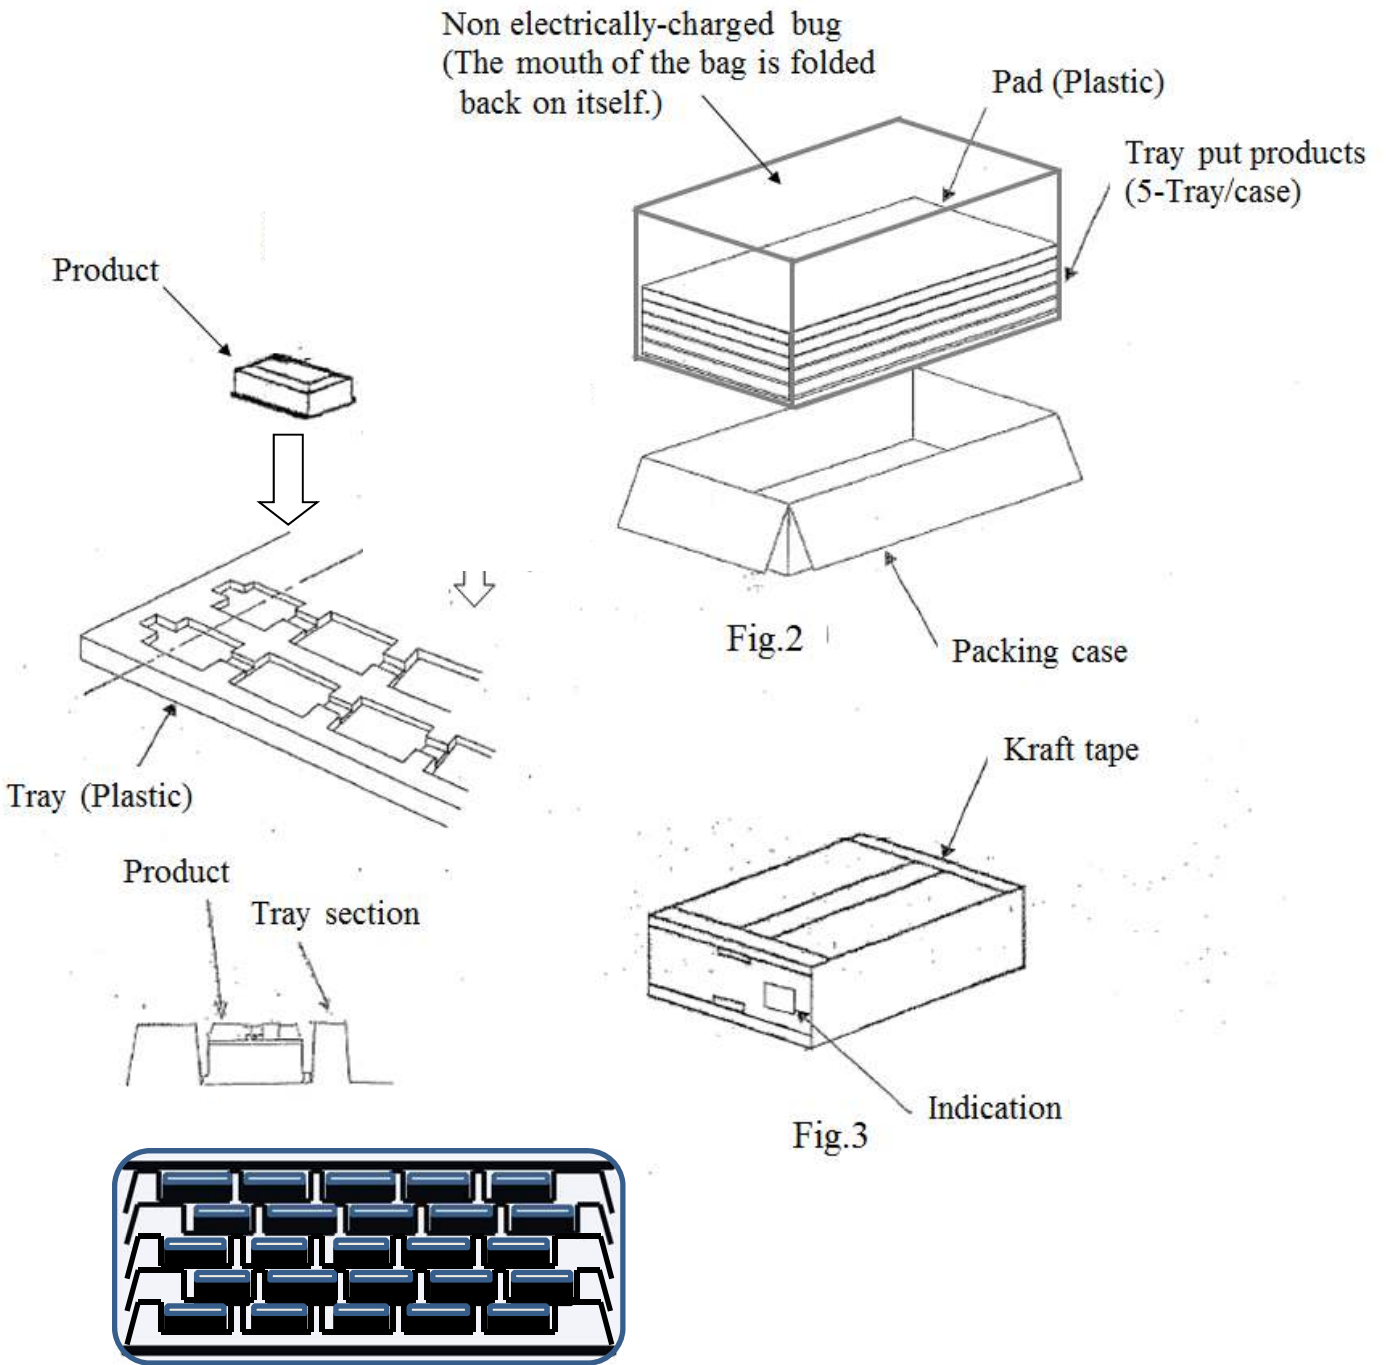 Non electrically-charged bug
(The mouth of the bag is folded
back on itself.)
Pad (Plastic)
Tray put products
(5-Tray/case)
Product
Fig.2
Packing case
Tray (Plastic)
Kraft tape
Product
Tray section
Indication
Fig.3